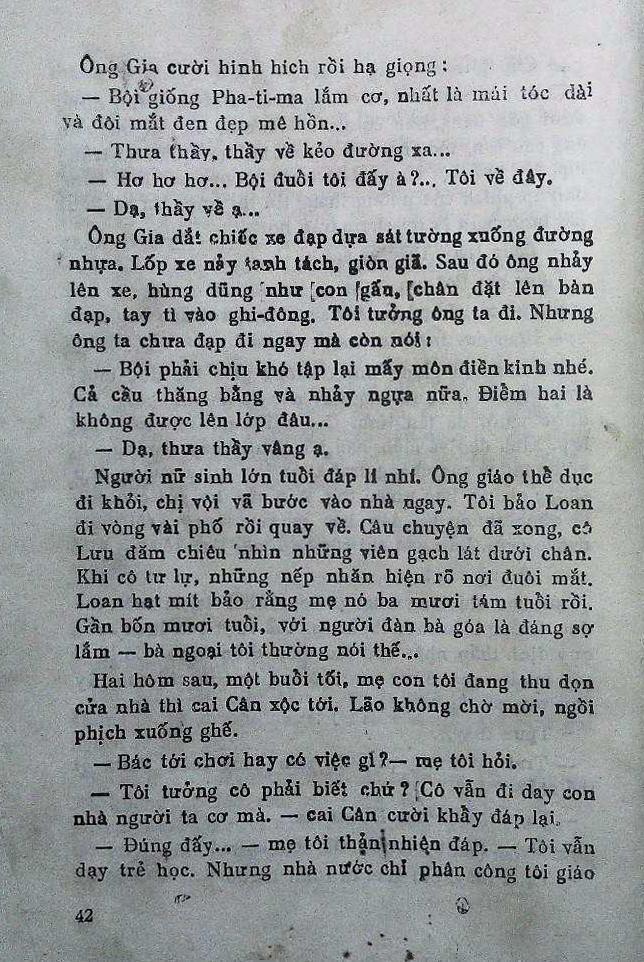 Ông Gia cười hinh hích rồi hạ giọng :
— Bội giống Pha-ti-ma lắm cơ, nhất là mái tóc dài
và đôi mắt đen đẹp mê hồn...
— Thưa thầy, thầy về kẻo đường xa...
— Hơ hơ hơ... Bội đuổi tôi đấy à?... Tôi về đây.
— Dạ, thầy về ạ...
Ông Gia dắt chiếc xe đạp dựa sát tường xuống đường
nhựa. Lốp xe nảy tanh tách, giòn giã. Sau đó ông nhảy
lên xe, hùng dũng như con gấu, chân đặt lên bàn
đạp, tay tì vào ghi-đông. Tôi tưởng ông ta đi. Nhưng
ông ta chưa đạp đi ngay mà còn nói :
— Bội phải chịu khó tập lại mấy môn điền kinh nhé.
Cả cầu thăng bằng và nhảy ngựa nữa. Điểm hai là
không được lên lớp đâu...
— Dạ, thưa thầy vâng ạ.
Người nữ sinh lớn tuổi đáp lí nhí. Ông giáo thể dục
đi khỏi, chị vội vã bước vào nhà ngay. Tôi bảo Loan
đi vòng vài phố rồi quay về. Câu chuyện đã xong, cô
Lưu đăm chiêu nhìn những viên gạch lát dưới chân.
Khi cô tư lự, những nếp nhăn hiện rõ nơi đuôi mắt.
Loan hạt mít bảo rằng mẹ nó ba mươi tám tuổi rồi.
Gần bốn mươi tuổi, với người đàn bà góa là đáng sợ
lắm — bà ngoại tôi thường nói thế...
Hai hôm sau, một buổi tối, mẹ con tôi đang thu dọn
cửa nhà thì cai Cân xộc tới. Lão không chờ mời, ngồi
phịch xuống ghế.
— Bác tới chơi hay có việc gì?— mẹ tôi hỏi.
— Tôi tưởng cô phải biết chứ? Cô vẫn đi dạy con
nhà người ta cơ mà. — cai Cân cười khẩy đáp lại.
— Đúng đấy... — mẹ tôi thản nhiên đáp. — Tôi vẫn
dạy trẻ học. Nhưng nhà nước chỉ phân công tôi giáo
42